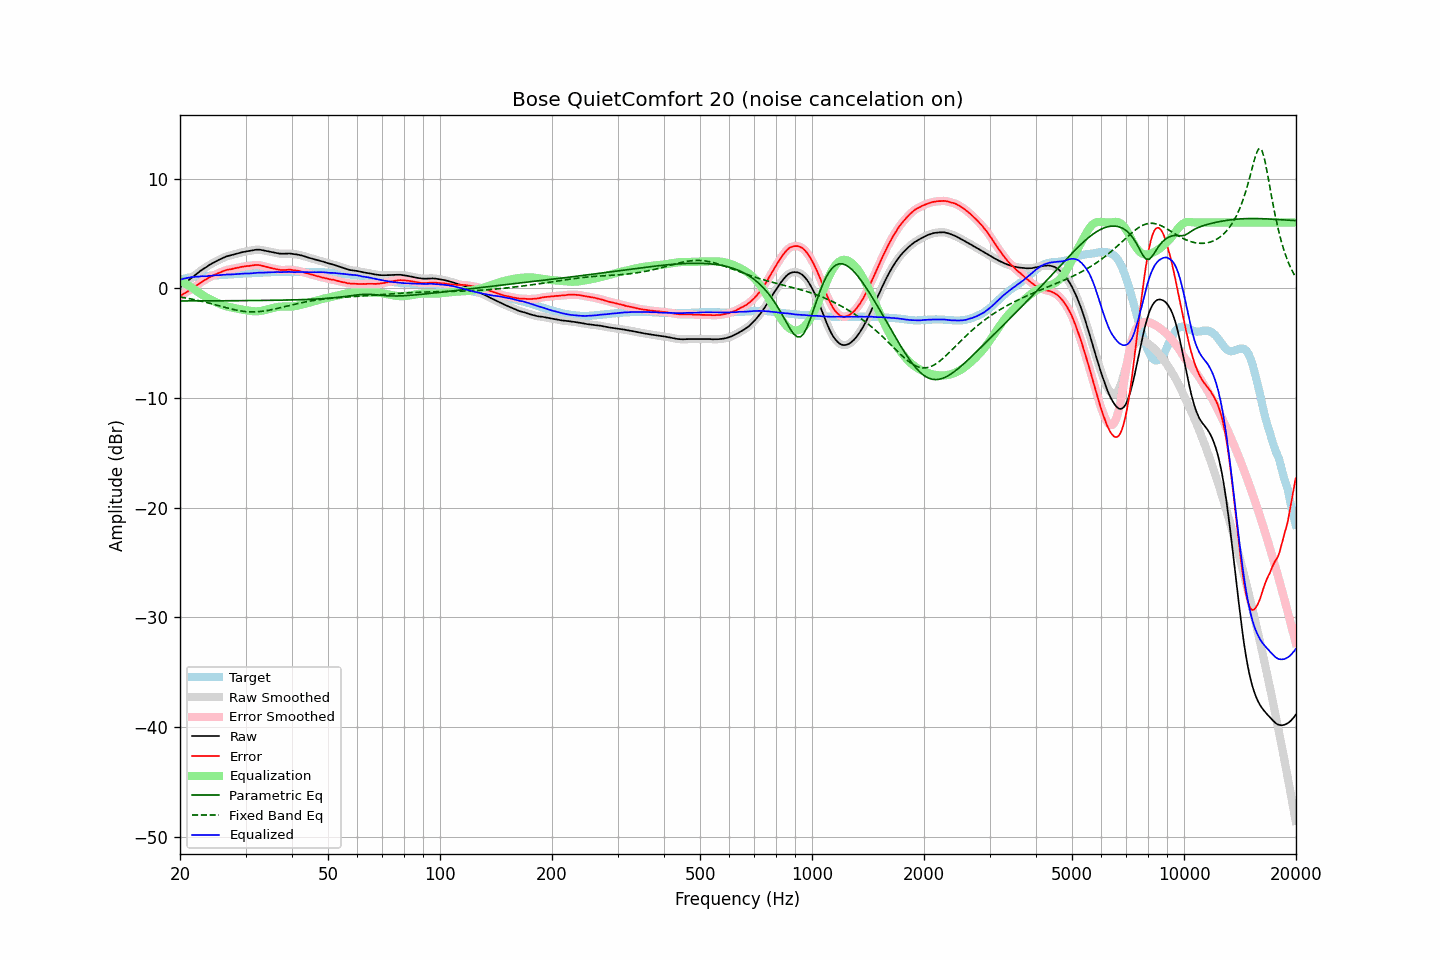 Bose QuietComfort 20 (noise cancelation on)
Amplitude (dBr)
10
0
−10
−20
−30
−40
−50
Target
Raw Smoothed
Error Smoothed
Raw
Error
Equalization
Parametric Eq
Fixed Band Eq
Equalized
20 50 100 200 500 1000 2000 5000 10000 20000
Frequency (Hz)